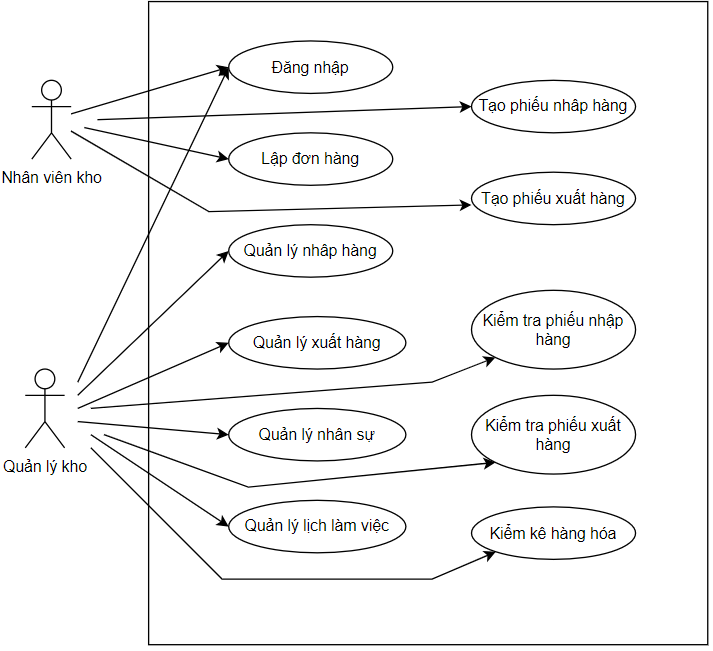 Đăng nhập
Tạo phiếu nhâp hàng
Nhân viên kho
Lập đơn hàng
Tạo phiếu xuất hàng
Quản lý nhâp hàng
Kiểm tra phiếu nhập
hàng
Quản lý xuất hàng
Quản lý kho
Quản lý nhân sự
Kiểm tra phiếu xuất
hàng
Quản lý lịch làm việc
Kiểm kê hàng hóa